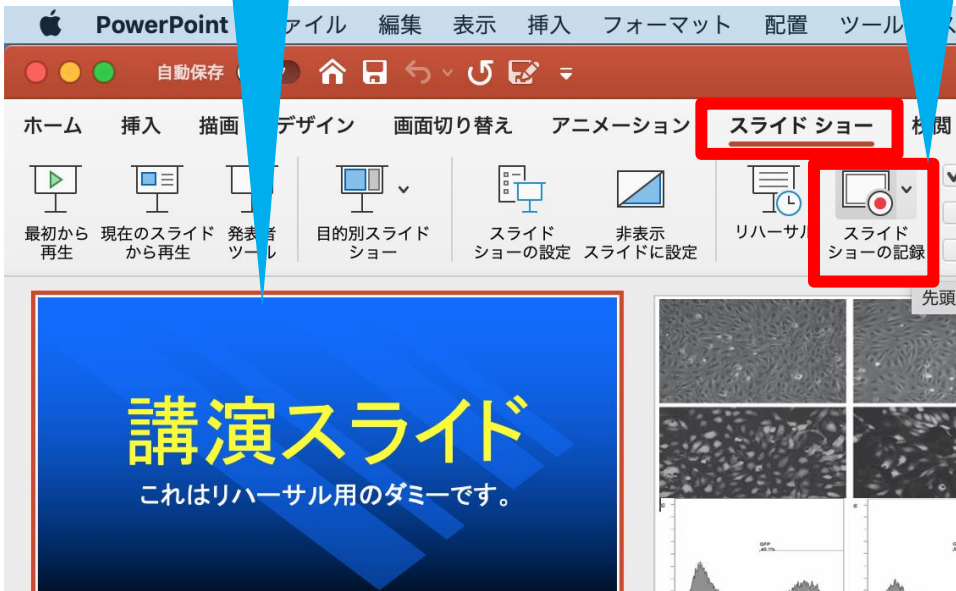 PowerPoint ァイル 編集 表示 挿入 フォーマット 配置 ツール
自動保存
ホーム 挿入 描画 デザイン 画面切り替え アニメーション スライド ショー 校閲
最初から
再生
現在のスライド
から再生
発表者
ツール
目的別スライド
ショー
スライド
ショーの設定
非表示
スライドに設定
リハーサル
スライド
ショーの記録
先頭
講演スライド
これはリハーサル用のダミーです。
GFP